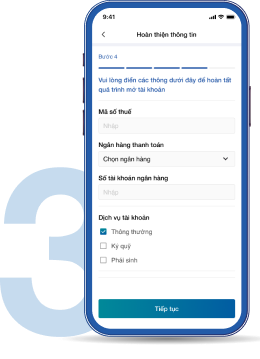 9:41
Hoàn thiện thông tin
Bước 4
Vui lòng điền các thông dưới đây để hoàn tất
quá trình mở tài khoản
Mã số thuế
Nhập
Ngân hàng thanh toán
Chọn ngân hàng
Số tài khoản ngân hàng
Nhập
Dịch vụ tài khoản
Thông thường
Ký quỹ
Phái sinh
Tiếp tục
3